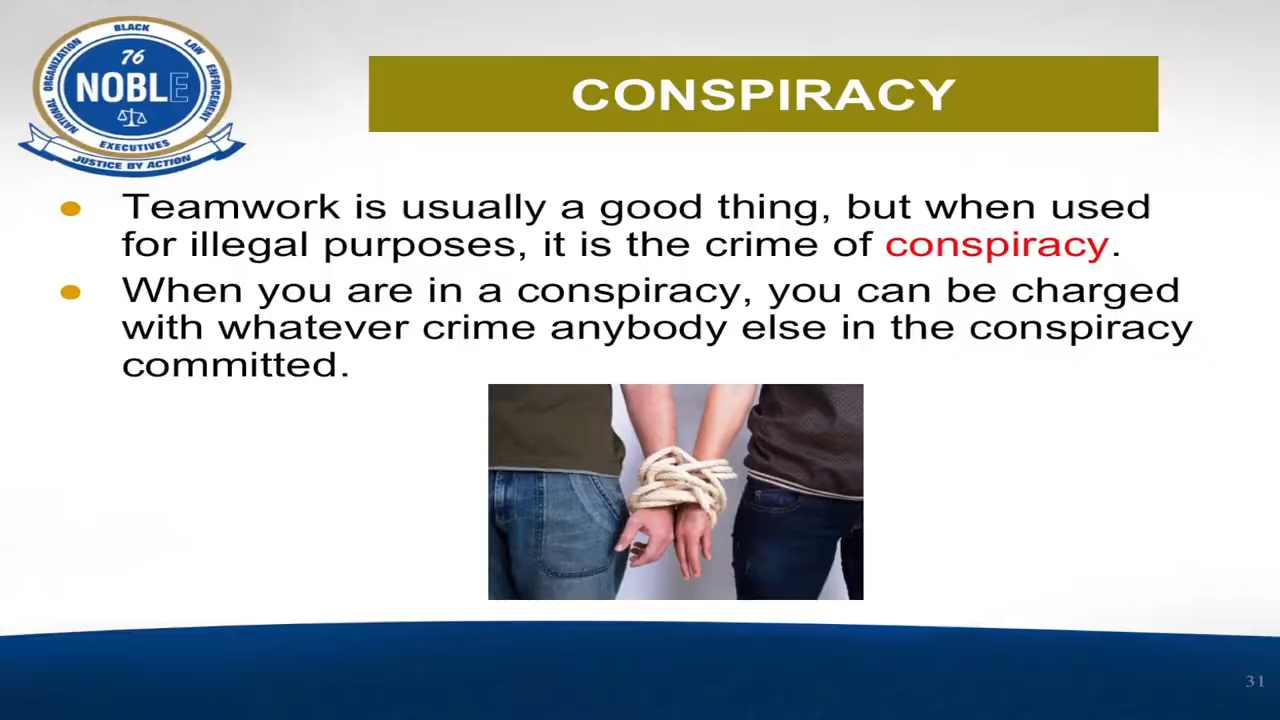 NATIONAL ORGANIZATION BLACK LAW ENFORCEMENT
76
NOBLE
EXECUTIVES
JUSTICE BY ACTION
CONSPIRACY
Teamwork is usually a good thing, but when used
for illegal purposes, it is the crime of conspiracy.
When you are in a conspiracy, you can be charged
with whatever crime anybody else in the conspiracy
committed.
31